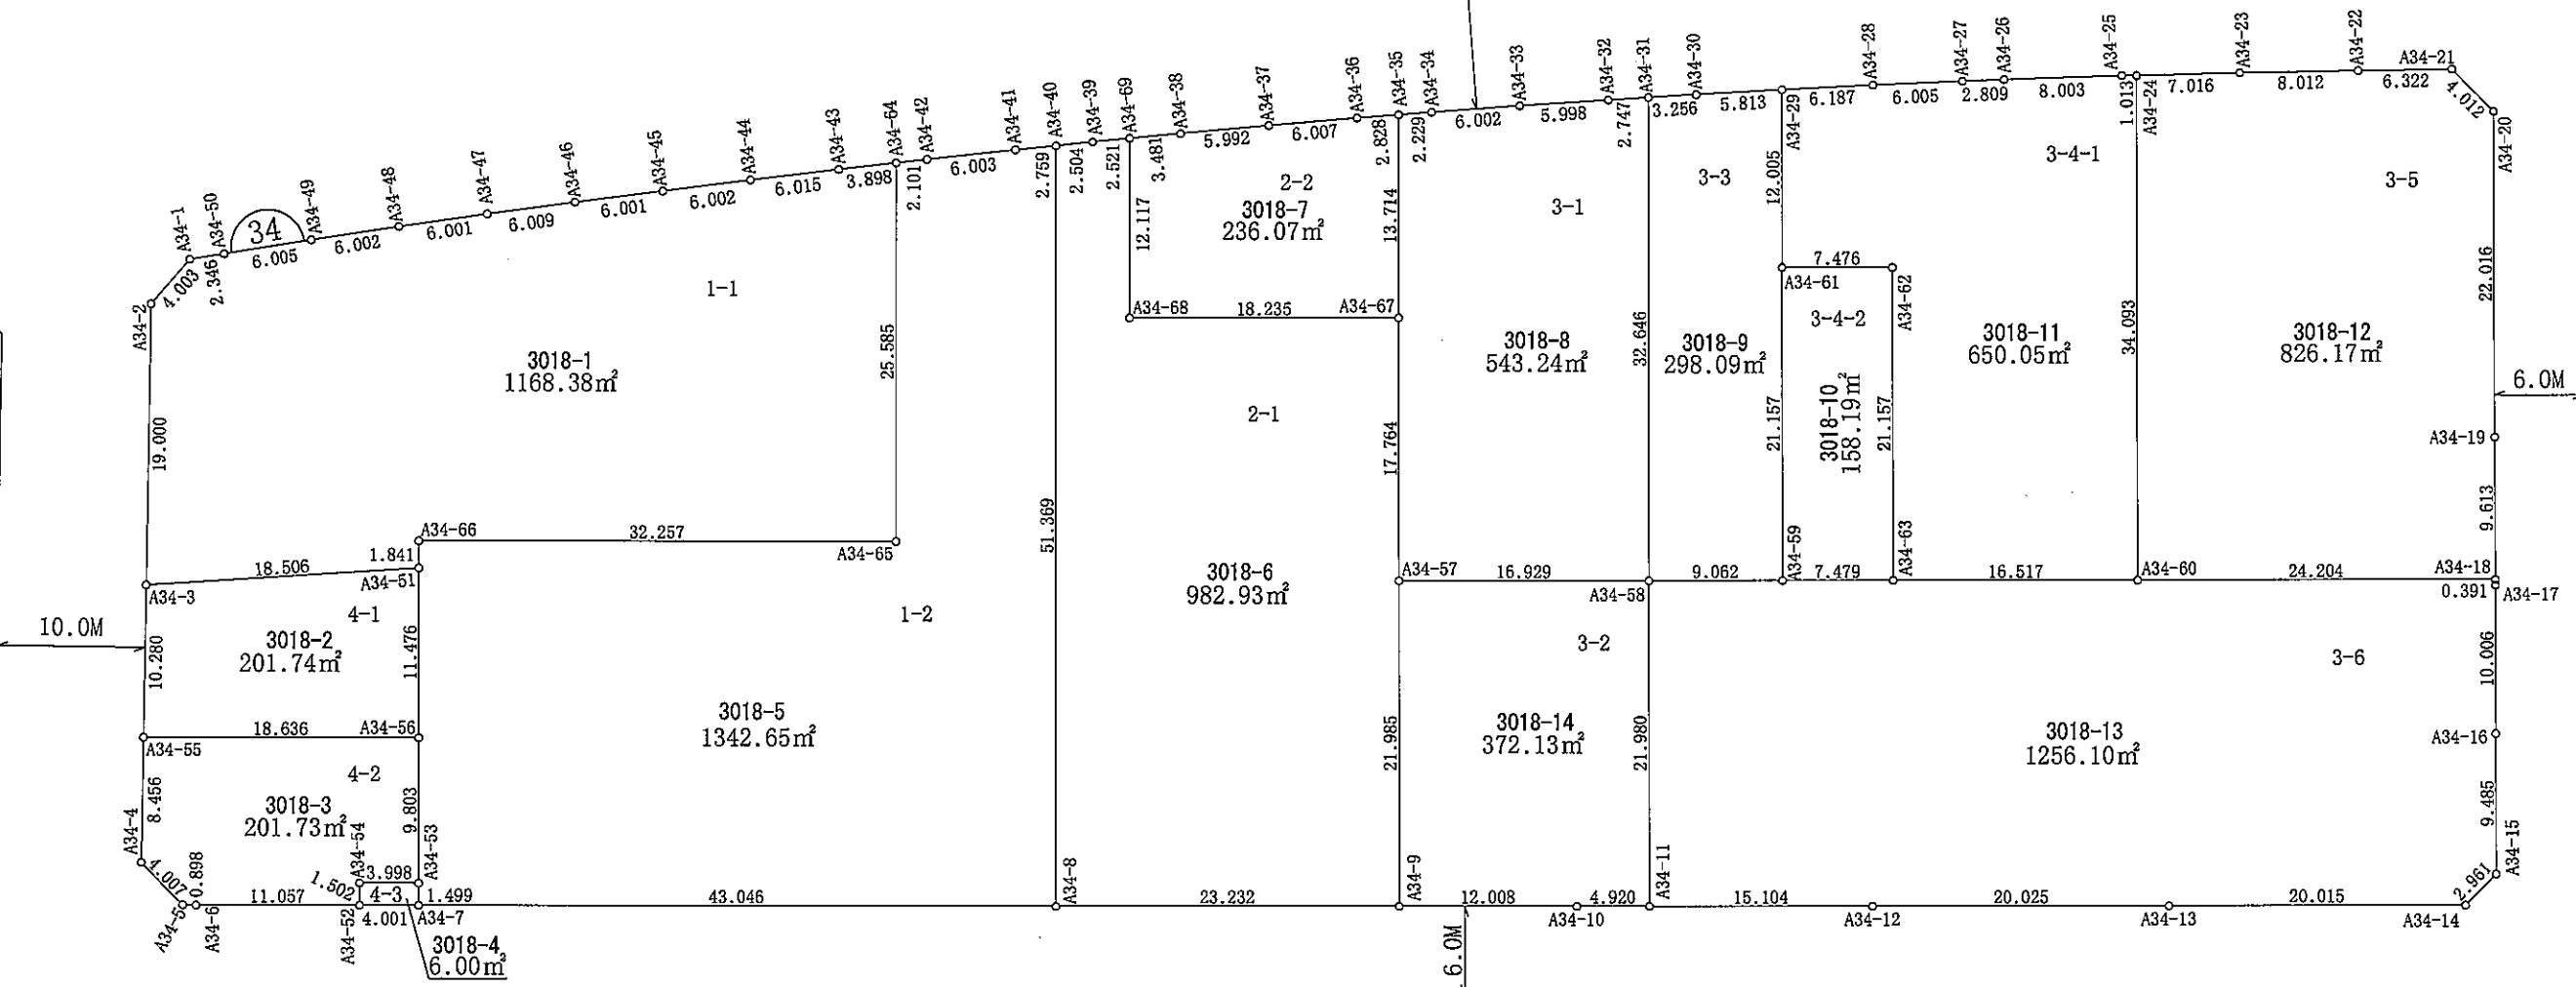 A34-1
A34-50
34
A34-49
A34-48
A34-47
A34-46
A34-45
A34-44
A34-43
A34-64
A34-42
A34-41
A34-40
A34-39
A34-69
A34-38
A34-37
A34-36
A34-35
A34-34
A34-33
A34-32
A34-31
A34-30
A34-29
A34-28
A34-27
A34-26
A34-25
A34-24
A34-23
A34-22
A34-21
A34-20
4.003
2.346
6.005
6.002
6.001
6.009
6.001
6.002
6.015
3.898
2.101
6.003
2.759
2.504
2.521
3.481
5.992
6.007
2.828
2.229
6.002
5.998
2.747
3.256
5.813
6.187
6.005
2.809
8.003
1.013
7.016
8.012
6.322
4.012
A34-2
19.000
1-1
3018-1
1168.38㎡
25.585
12.117
2-2
3018-7
236.07㎡
13.714
A34-68
18.235
A34-67
3-1
3018-8
543.24㎡
32.646
3-3
3018-9
298.09㎡
12.005
7.476
A34-61
A34-62
3-4-2
3018-10
158.19㎡
21.157
21.157
3-4-1
3018-11
650.05㎡
34.093
3-5
3018-12
826.17㎡
22.016
6.0M
A34-19
9.613
2-1
17.764
51.369
A34-66
32.257
A34-65
1.841
18.506
A34-51
A34-3
4-1
10.0M
10.280
3018-2
201.74㎡
11.476
1-2
3018-6
982.93㎡
A34-57
16.929
A34-58
9.062
A34-59
7.479
A34-63
16.517
A34-60
24.204
A34-18
0.391
A34-17
18.636
A34-56
A34-55
4-2
8.456
3018-3
201.73㎡
9.803
A34-4
A34-54
A34-53
3018-5
1342.65㎡
21.985
3-2
3018-14
372.13㎡
21.980
3-6
3018-13
1256.10㎡
10.006
A34-16
9.485
A34-15
2.961
4.007
0.898
11.057
1.502
3.998
4-3
1.499
43.046
A34-8
23.232
A34-9
12.008
4.920
A34-11
15.104
20.025
20.015
A34-5
A34-6
A34-52
4.001
A34-7
A34-10
A34-12
A34-13
A34-14
3018-4
6.00㎡
6.0M